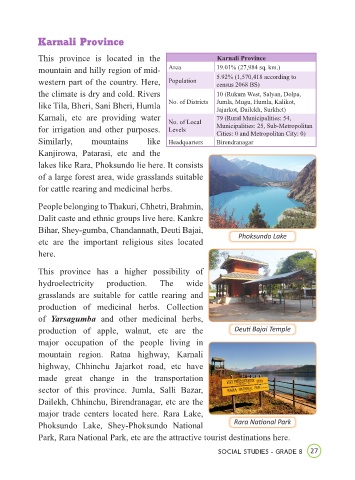 Karnali Province
This province is located in the
mountain and hilly region of mid-
western part of the country. Here,
the climate is dry and cold. Rivers
like Tila, Bheri, Sani Bheri, Humla
Karnali, etc are providing water
for irrigation and other purposes.
Similarly, mountains like
Kanjirowa, Patarasi, etc and the
lakes like Rara, Phoksundo lie here. It consists
of a large forest area, wide grasslands suitable
for cattle rearing and medicinal herbs.
Karnali Province
Area 19.01% (27,984 sq. km.)
Population 5.92% (1,570,418 according to
census 2068 BS)
No. of Districts 10 (Rukum West, Salyan, Dolpa,
Jumla, Mugu, Humla, Kalikot,
Jajarkot, Dailekh, Surkhet)
No. of Local Levels 79 (Rural Municipalities: 54,
Municipalities: 25, Sub-Metropolitan
Cities: 0 and Metropolitan City: 0)
Headquarters Birendranagar
People belonging to Thakuri, Chhetri, Brahmin,
Dalit caste and ethnic groups live here. Kankre
Bihar, Shey-gumba, Chandannath, Deuti Bajai,
etc are the important religious sites located
here.
Phoksundo Lake
This province has a higher possibility of
hydroelectricity production. The wide
grasslands are suitable for cattle rearing and
production of medicinal herbs. Collection
of Yarsagumba and other medicinal herbs,
production of apple, walnut, etc are the
major occupation of the people living in
mountain region. Ratna highway, Karnali
highway, Chhinchu Jajarkot road, etc have
made great change in the transportation
sector of this province. Jumla, Salli Bazar,
Dailekh, Chhinchu, Birendranagar, etc are the
major trade centers located here. Rara Lake,
Phoksundo Lake, Shey-Phoksundo National
Park, Rara National Park, etc are the attractive tourist destinations here.
Deuti Bajai Temple
Rara National Park
SOCIAL STUDIES - GRADE 8 27